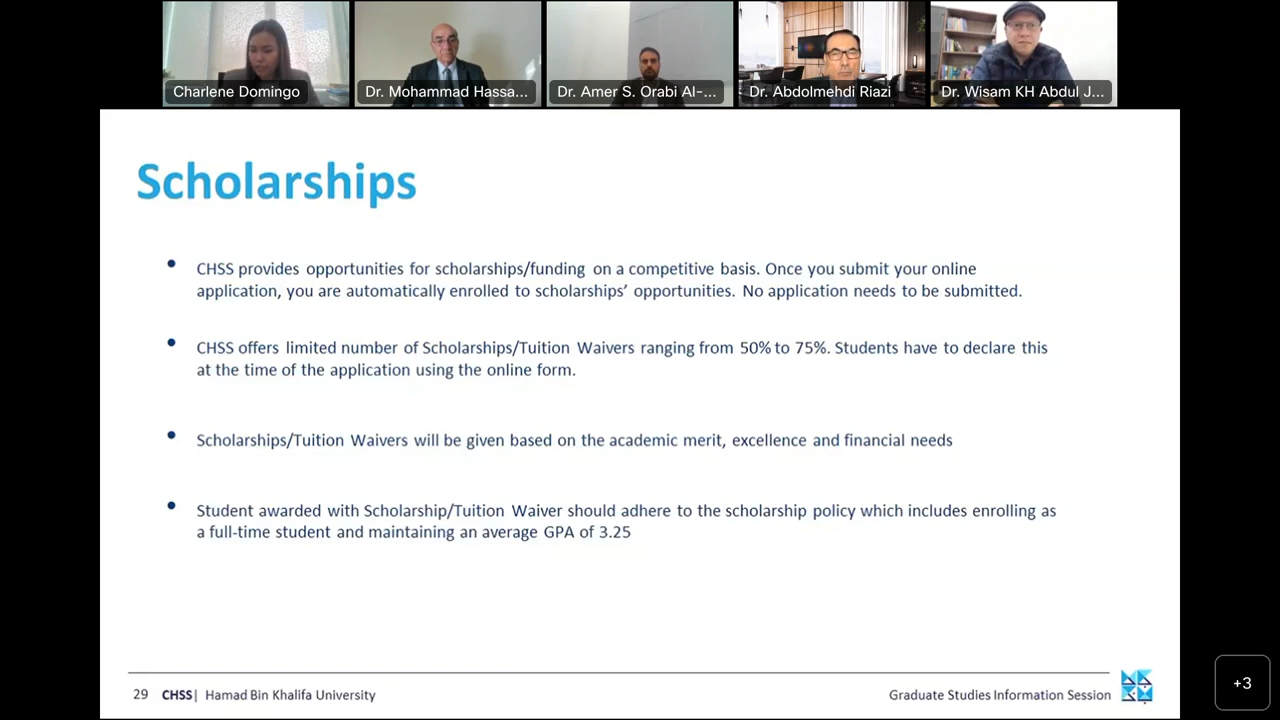 Charlene Domingo
Dr. Mohammad Hassa...
Dr. Amer S. Orabi Al-...
Dr. Abdolmehdi Riazi
Dr. Wisam KH Abdul J...
Scholarships
• CHSS provides opportunities for scholarships/funding on a competitive basis. Once you submit your online
application, you are automatically enrolled to scholarships’ opportunities. No application needs to be submitted.
• CHSS offers limited number of Scholarships/Tuition Waivers ranging from 50% to 75%. Students have to declare this
at the time of the application using the online form.
• Scholarships/Tuition Waivers will be given based on the academic merit, excellence and financial needs
• Student awarded with Scholarship/Tuition Waiver should adhere to the scholarship policy which includes enrolling as
a full-time student and maintaining an average GPA of 3.25
29 CHSS| Hamad Bin Khalifa University
Graduate Studies Information Session
+3